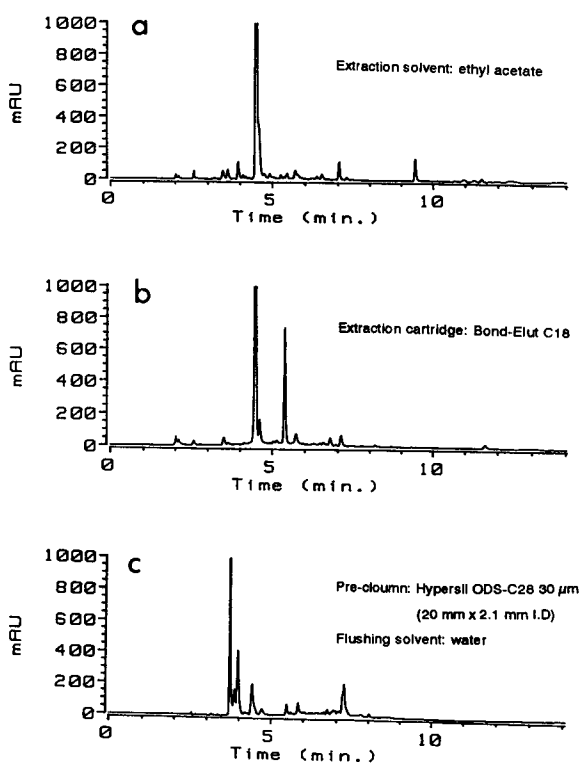 a
1000
800
600
400
200
0
mAU
Extraction solvent: ethyl acetate
0 5 10
Time (min.)
b
1000
800
600
400
200
0
mAU
Extraction cartridge: Bond-Elut C18
0 5 10
Time (min.)
c
1000
800
600
400
200
0
mAU
Pre-cloumn: Hypersil ODS-C28 30 μm
(20 mm x 2.1 mm I.D)
Flushing solvent: water
0 5 10
Time (min.)